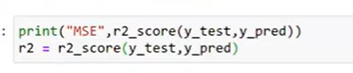 : print("MSE",r2_score(y_test,y_pred))
r2 = r2_score(y_test,y_pred)